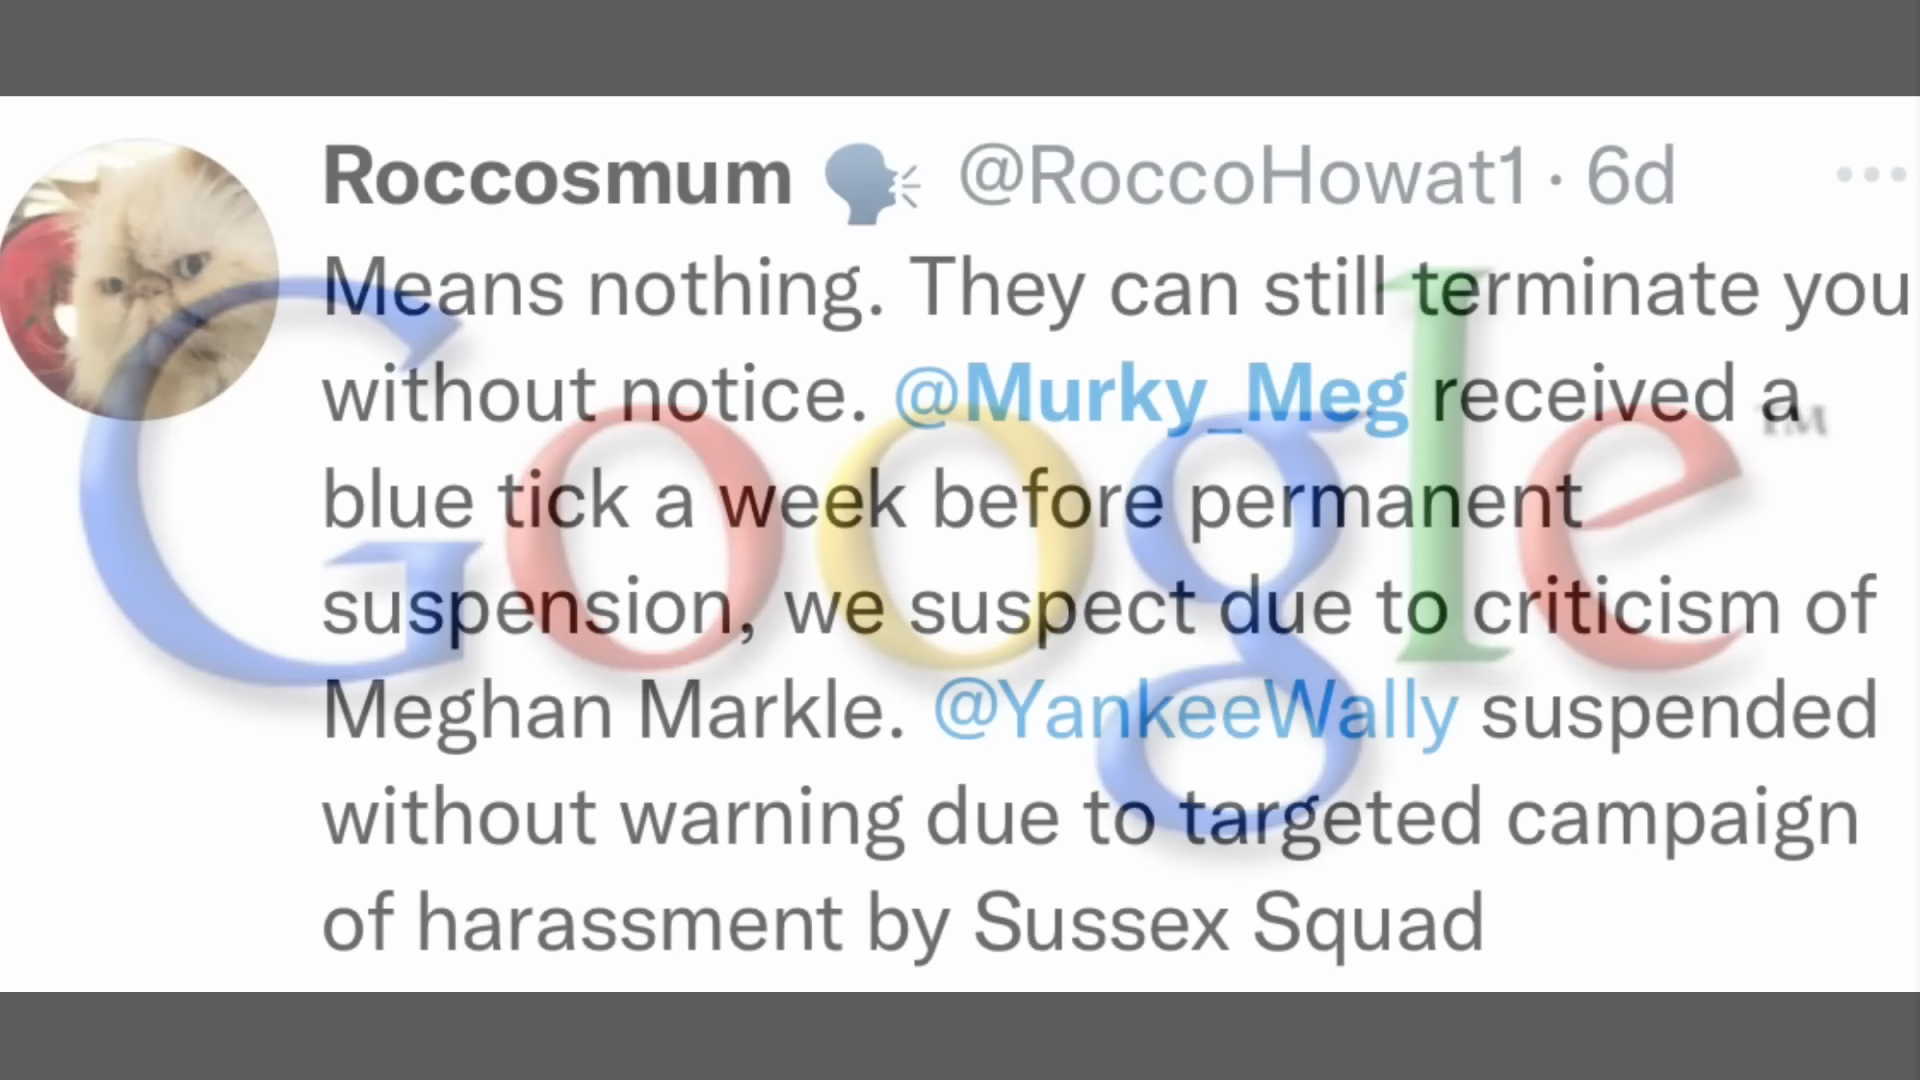 Roccosmum 🗣 @RoccoHowat1 · 6d
Means nothing. They can still terminate you
without notice. @Murky_Meg received a
blue tick a week before permanent
suspension, we suspect due to criticism of
Meghan Markle. @YankeeWally suspended
without warning due to targeted campaign
of harassment by Sussex Squad
Google™